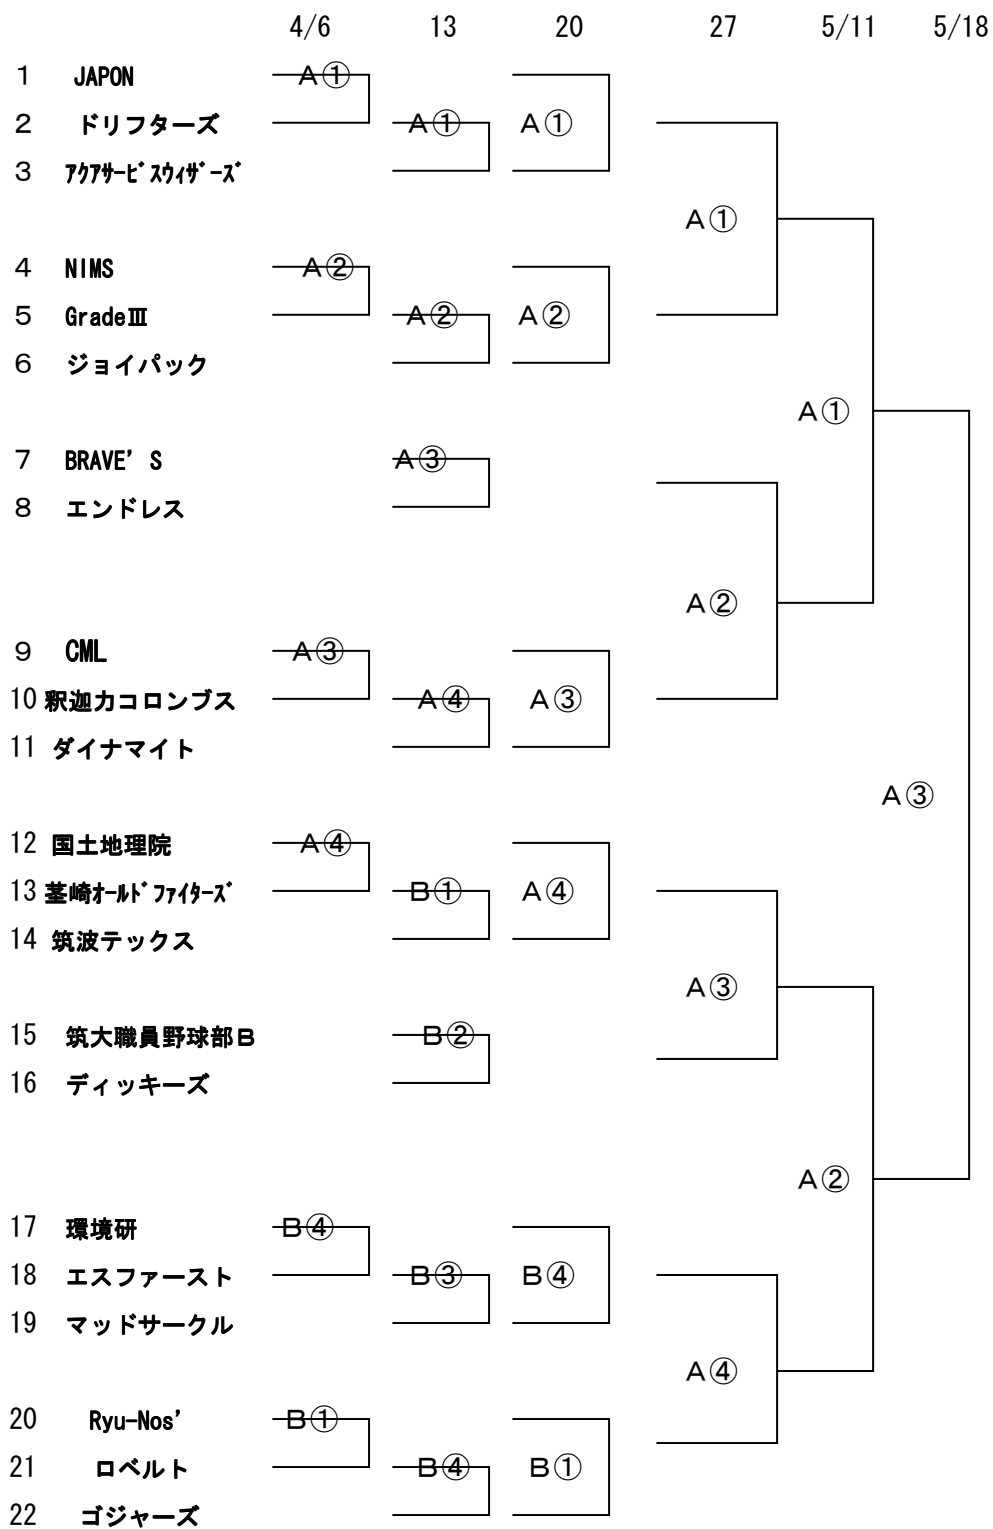 4/6 13 20 27 5/11 5/18
1 JAPON A①
2 ドリフターズ A① A①
3 ｱｸｱｻｰﾋﾞｽｳｨｻﾞｰｽﾞ
A①
4 NIMS A②
5 GradeⅢ A② A②
6 ジョイパック
A①
7 BRAVE’S A③
8 エンドレス
A②
9 CML A③
10 釈迦力コロンブス A④ A③
11 ダイナマイト
A③
12 国土地理院 A④
13 茎崎ｵｰﾙﾄﾞﾌｧｲﾀｰｽﾞ B① A④
14 筑波テックス
A③
15 筑大職員野球部B B②
16 ディッキーズ
A②
17 環境研 B④
18 エスファースト B③ B④
19 マッドサークル
A④
20 Ryu-Nos’ B①
21 ロベルト B④ B①
22 ゴジャーズ